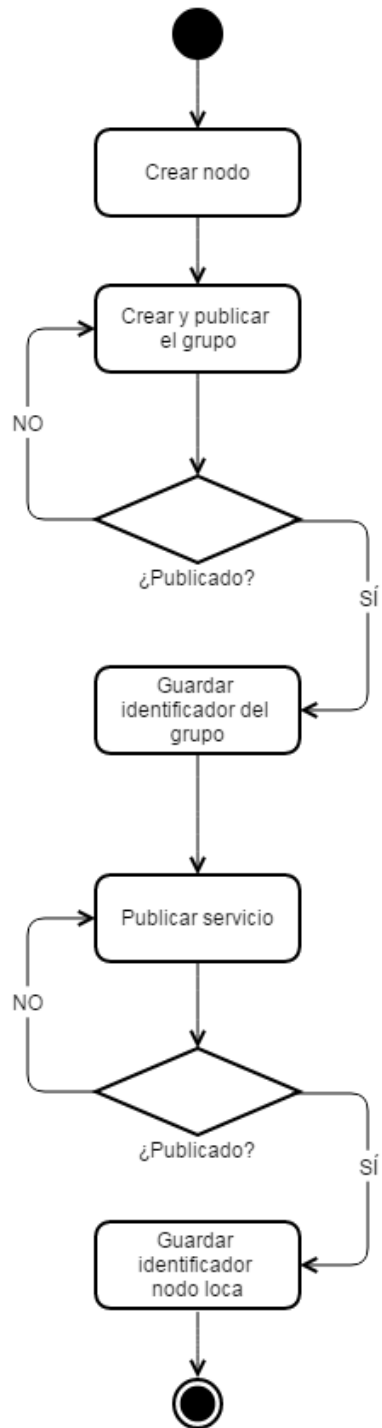 Crear nodo
Crear y publicar
el grupo
NO
¿Publicado?
SÍ
Guardar
identificador del
grupo
Publicar servicio
NO
¿Publicado?
SÍ
Guardar
identificador
nodo loca